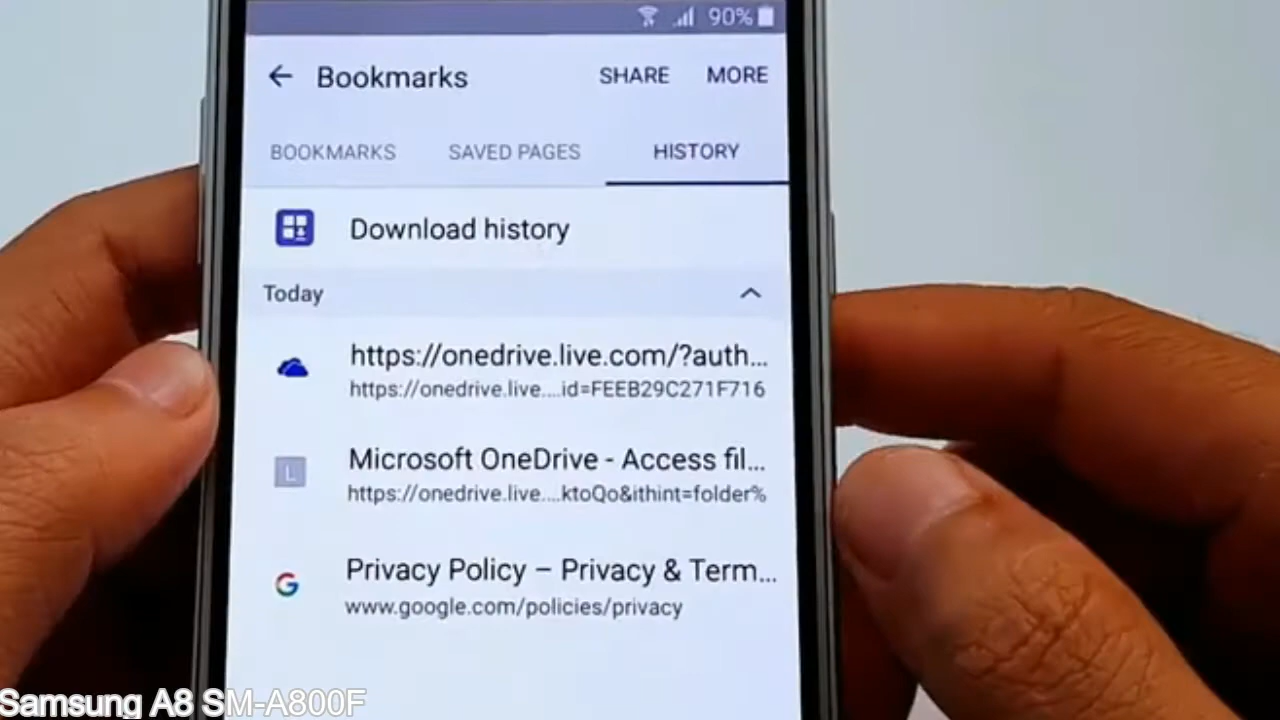 90%
Bookmarks SHARE MORE
BOOKMARKS SAVED PAGES HISTORY
Download history
Today
https://onedrive.live.com/?auth...
https://onedrive.live....id=FEEB29C271F716
L
Microsoft OneDrive - Access fil...
https://onedrive.live....ktoQo&ithint=folder%
G
Privacy Policy – Privacy & Term...
www.google.com/policies/privacy
Samsung A8 SM-A800F